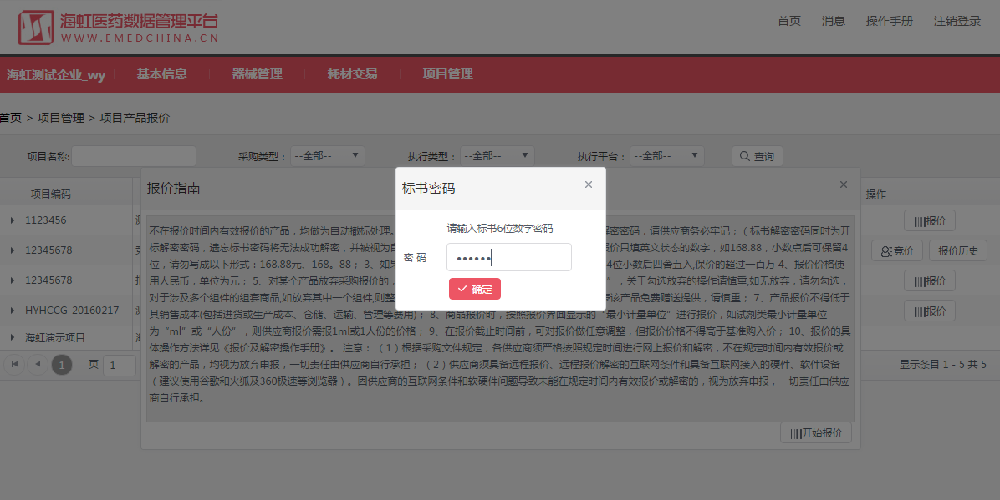 海虹医药数据管理平台
WWW.EMEDCHINA.CN
首页 消息 操作手册 注销登录
海虹测试企业_wy 基本信息 器械管理 耗材交易 项目管理
首页 > 项目管理 > 项目产品报价
项目名称: 采购类型： --全部-- 执行类型： --全部-- 执行平台： --全部-- 查询
项目编码 操作
报价指南 ×
标书密码 ×
请输入标书6位数字密码
密 码 ••••••
确定
1123456 报价
12345678 竞价 报价历史
12345678 报价
HYHCCG-20160217 报价
海虹演示项目
1 页 1 显示条目 1 - 5 共 5
不在报价时间内有效报价的产品，均做为自动撤标处理。 解密密码，请供应商务必牢记；（标书解密密码同时为开
标解密密码，遗忘标书密码将无法成功解密，并被视为自 报价只填英文状态的数字，如168.88，小数点后可保留4
位，请勿写成以下形式：168.88元、168。88； 3、如果 4位小数后四舍五入,保价的超过一百万 4、报价价格使
用人民币，单位为元； 5、对某个产品放弃采购报价的， ”，关于勾选放弃的操作请慎重,如无放弃，请勿勾选，
对于涉及多个组件的组套商品,如放弃其中一个组件,则整 该产品免费赠送提供，请慎重； 7、产品报价不得低于
其销售成本(包括进货或生产成本、仓储、运输、管理等费用)； 8、商品报价时，按照报价界面显示的“最小计量单位”进行报价，如试剂类最小计量单位
为“ml”或“人份”，则供应商报价需报1ml或1人份的价格； 9、在报价截止时间前，可对报价做任意调整，但报价价格不得高于基准购入价； 10、报价的具
体操作方法详见《报价及解密操作手册》。 注意：（1）根据采购文件规定，各供应商须严格按照规定时间进行网上报价和解密，不在规定时间内有效报价或
解密的产品，均视为放弃申报，一切责任由供应商自行承担；（2）供应商须具备远程报价、远程报价解密的互联网条件和具备互联网接入的硬件、软件设备
（建议使用谷歌和火狐及360极速等浏览器）。因供应商的互联网条件和软硬件问题导致未能在规定时间内有效报价或解密的，视为放弃申报，一切责任由供应
商自行承担。
开始报价